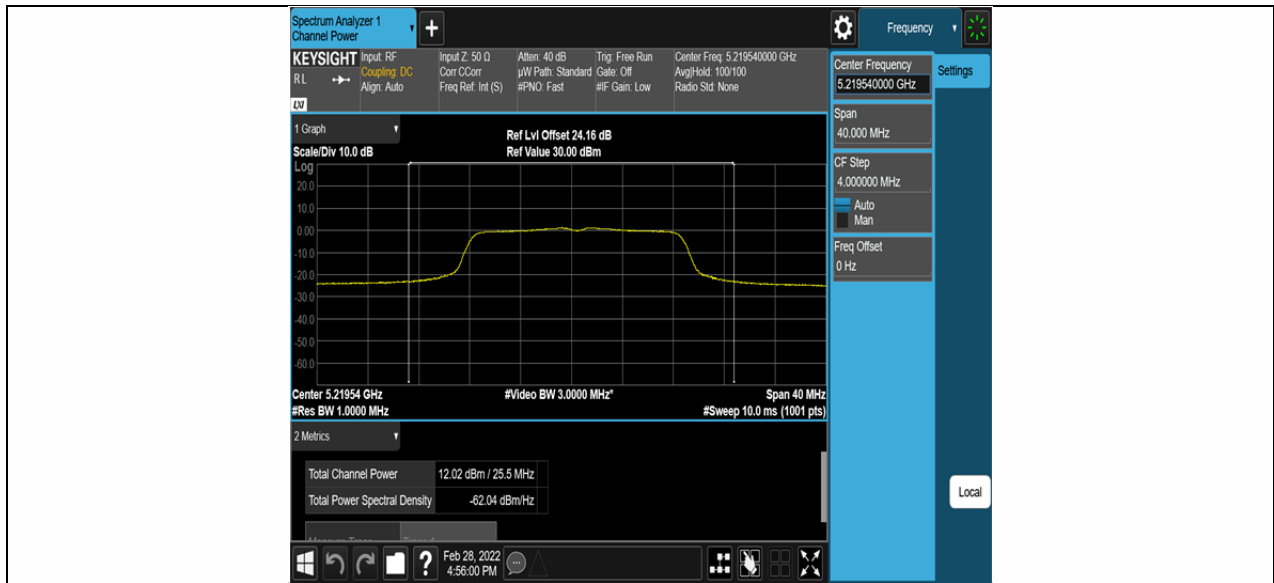 Spectrum Analyzer 1
Channel Power
+
Frequency
KEYSIGHT
RL
LXI
Input: RF
Coupling: DC
Align: Auto
Input Z: 50 Ω
Corr CCorr
Freq Ref: Int (S)
Atten: 40 dB
µW Path: Standard
#PNO: Fast
Trig: Free Run
Gate: Off
#IF Gain: Low
Center Freq: 5.219540000 GHz
Avg|Hold: 100/100
Radio Std: None
Center Frequency
5.219540000 GHz
Settings
Span
40.000 MHz
CF Step
4.000000 MHz
Auto
Man
Freq Offset
0 Hz
Local
1 Graph
Scale/Div 10.0 dB
Ref Lvl Offset 24.16 dB
Ref Value 30.00 dBm
Log
20.0
10.0
0.00
-10.0
-20.0
-30.0
-40.0
-50.0
-60.0
Center 5.21954 GHz
#Video BW 3.0000 MHz*
Span 40 MHz
#Res BW 1.0000 MHz
#Sweep 10.0 ms (1001 pts)
2 Metrics
Total Channel Power 12.02 dBm / 25.5 MHz
Total Power Spectral Density -62.04 dBm/Hz
?
Feb 28, 2022
4:56:00 PM